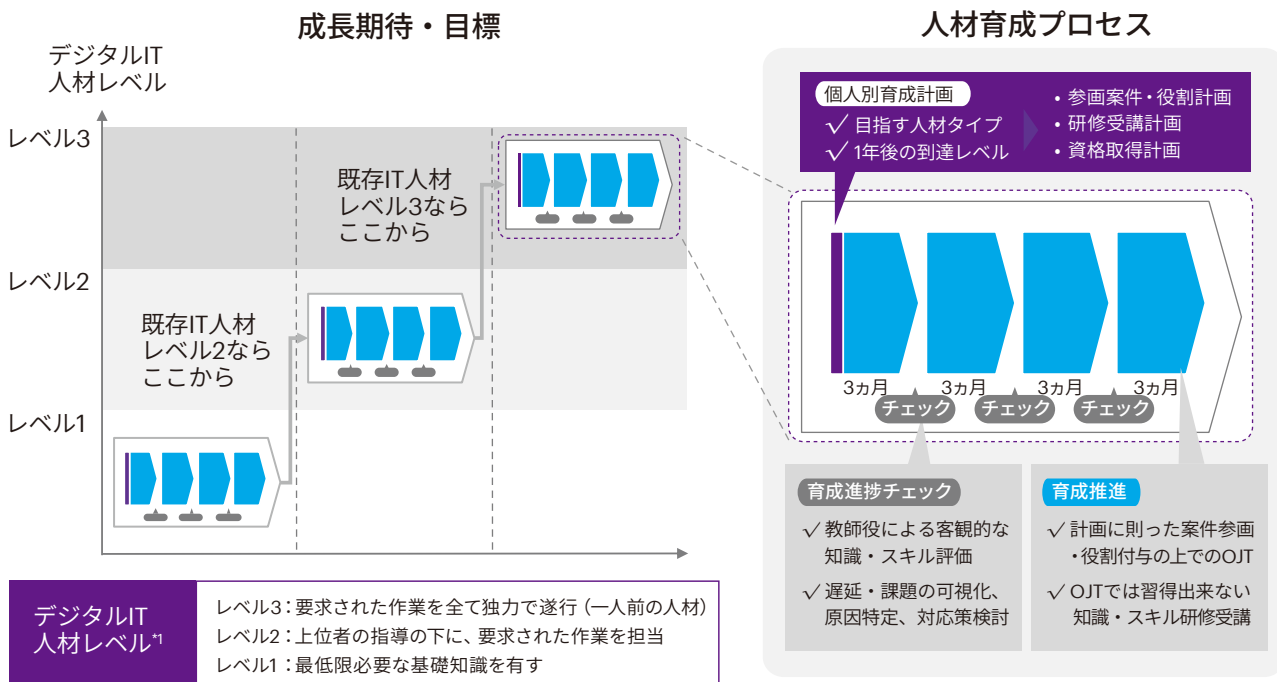 成長期待・目標
デジタルIT
人材レベル
レベル3
レベル2
レベル1
既存IT人材
レベル3なら
ここから
既存IT人材
レベル2なら
ここから
デジタルIT
人材レベル*1
レベル3：要求された作業を全て独力で遂行（一人前の人材）
レベル2：上位者の指導の下に、要求された作業を担当
レベル1：最低限必要な基礎知識を有す
人材育成プロセス
個人別育成計画
✓ 目指す人材タイプ
✓ 1年後の到達レベル
• 参画案件・役割計画
• 研修受講計画
• 資格取得計画
3ヵ月 3ヵ月 3ヵ月 3ヵ月
チェック チェック チェック
育成進捗チェック
✓ 教師役による客観的な
知識・スキル評価
✓ 遅延・課題の可視化、
原因特定、対応策検討
育成推進
✓ 計画に則った案件参画
・役割付与の上でのOJT
✓ OJTでは習得出来ない
知識・スキル研修受講